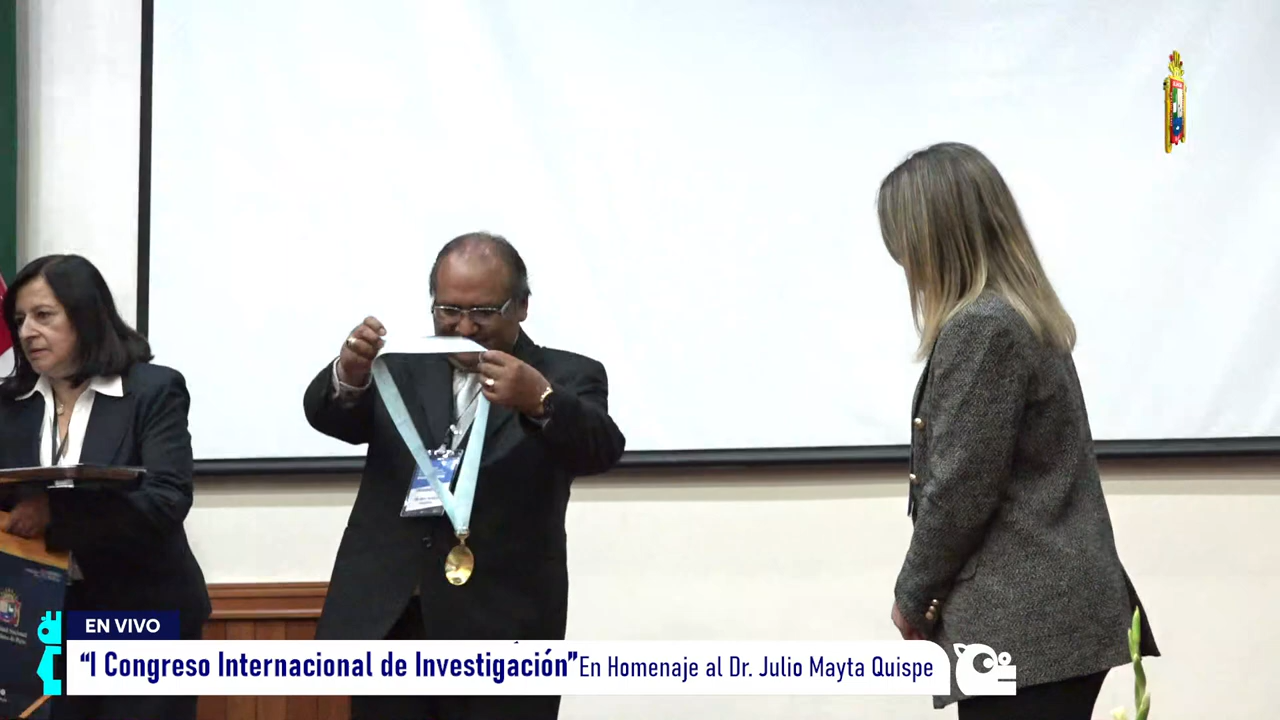 EN VIVO
“I Congreso Internacional de Investigación” En Homenaje al Dr. Julio Mayta Quispe